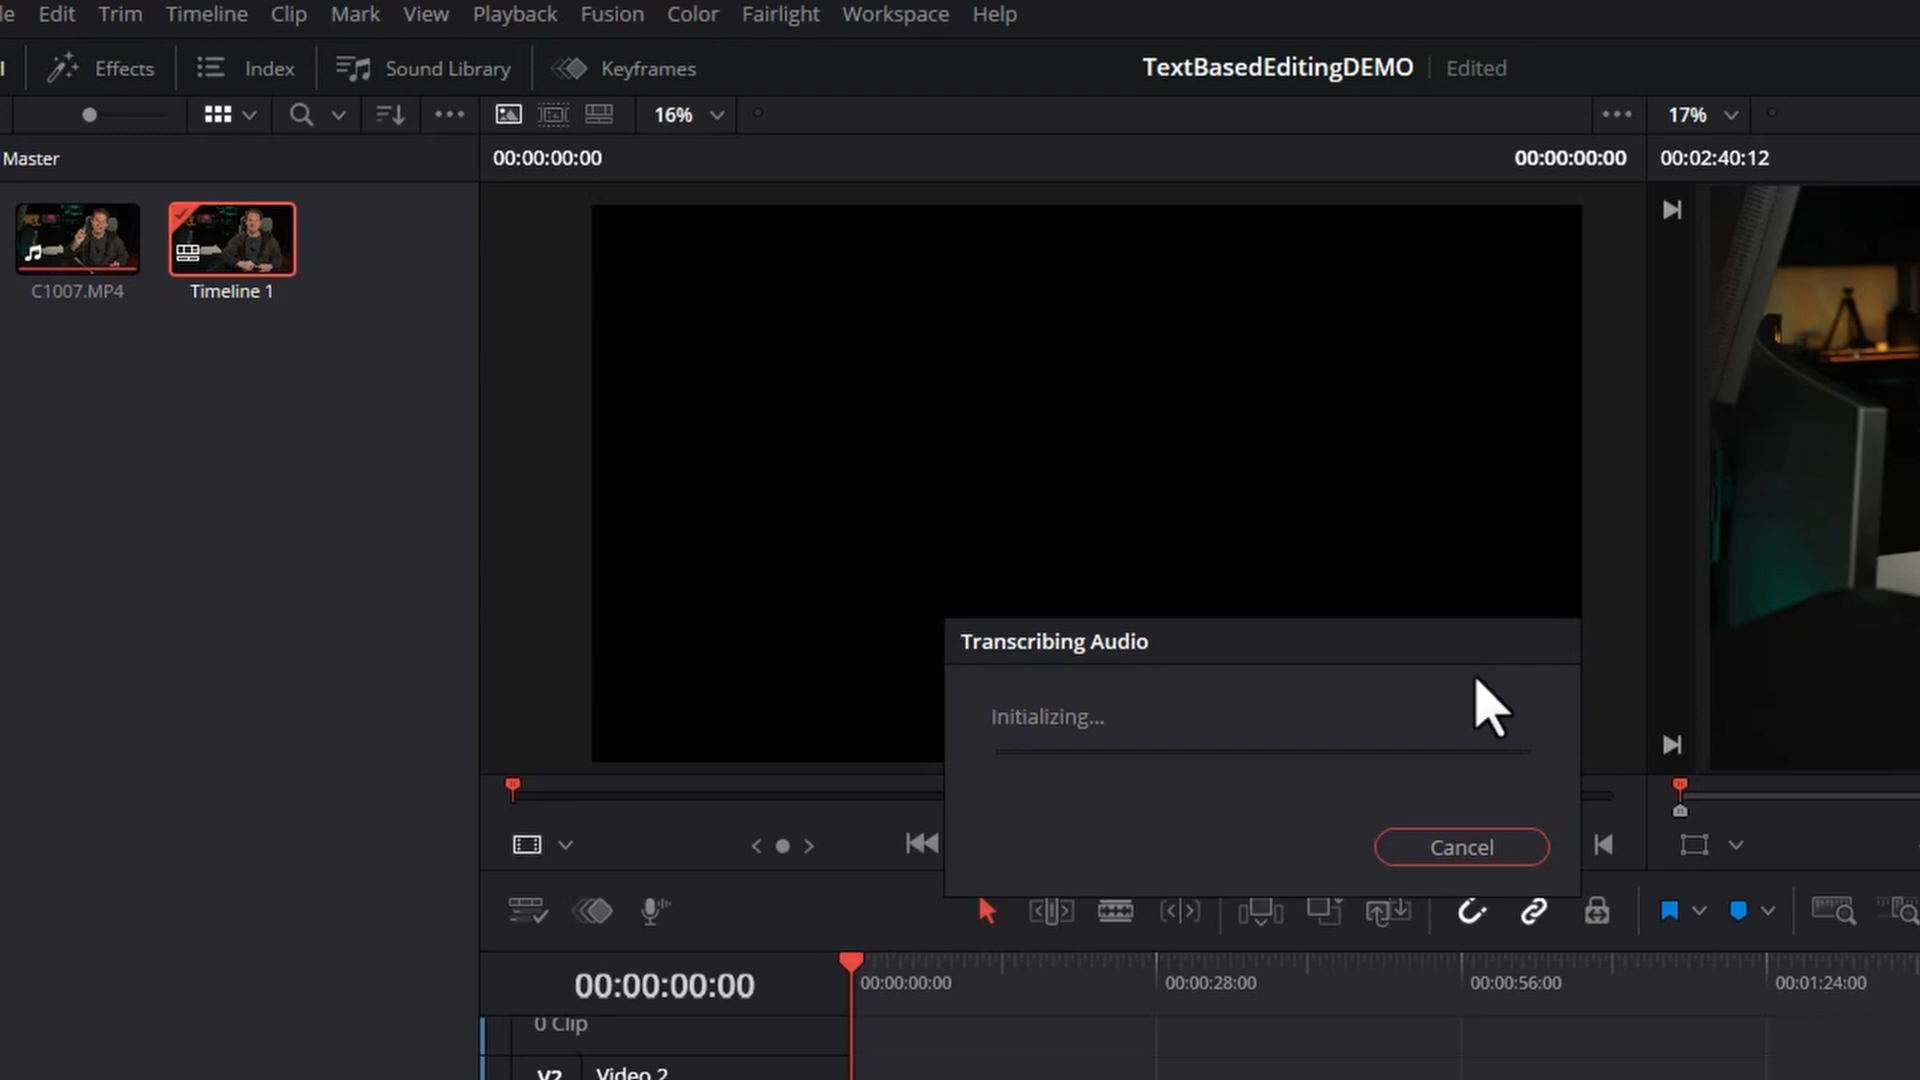 le Edit Trim Timeline Clip Mark View Playback Fusion Color Fairlight Workspace Help
Effects Index Sound Library Keyframes TextBasedEditingDEMO Edited
16% 17%
Master 00:00:00:00 00:00:00:00 00:02:40:12
C1007.MP4 Timeline 1
Transcribing Audio
Initializing...
Cancel
00:00:00:00 00:00:00:00 00:00:28:00 00:00:56:00 00:01:24:00
0 Clip
V2 Video 2